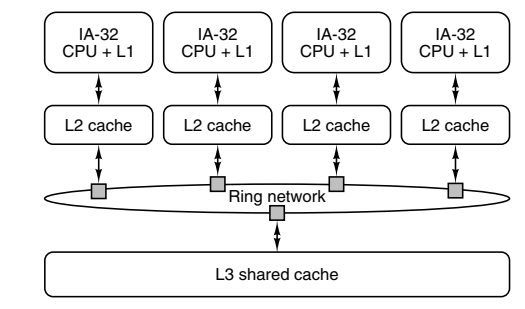 IA-32
CPU + L1
IA-32
CPU + L1
IA-32
CPU + L1
IA-32
CPU + L1
L2 cache
L2 cache
L2 cache
L2 cache
Ring network
L3 shared cache